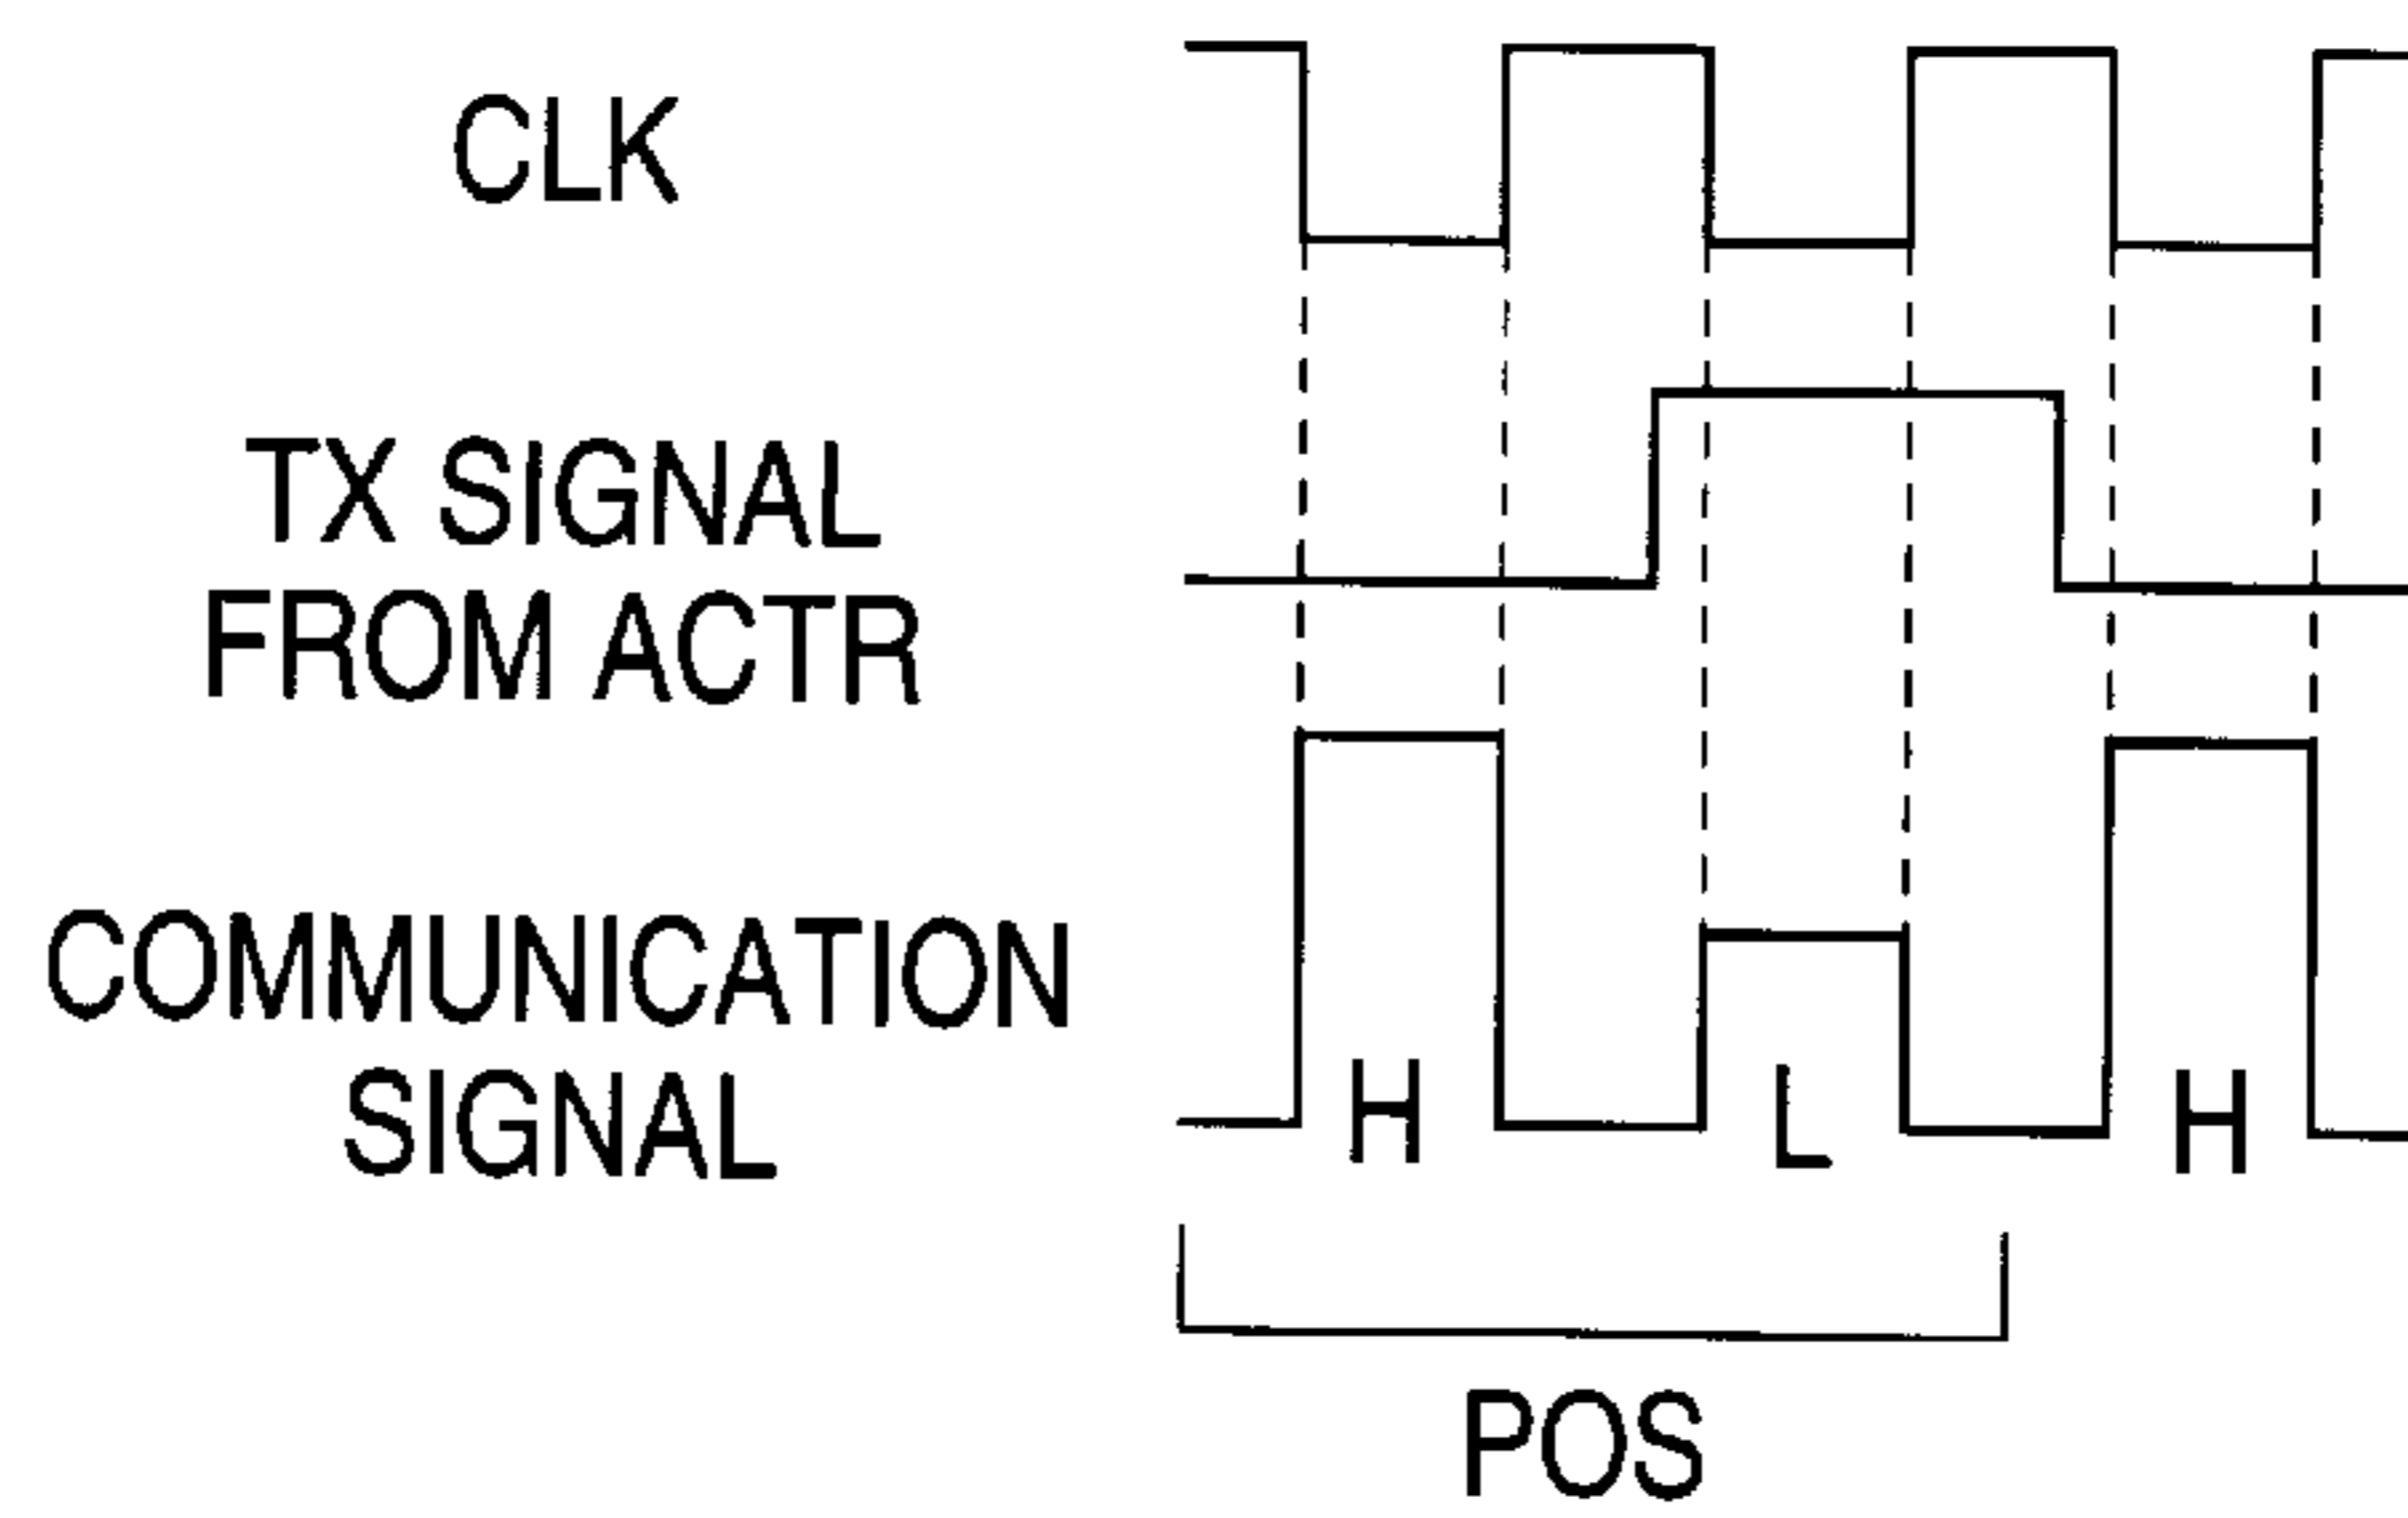 CLK
TX SIGNAL
FROM ACTR
COMMUNICATION
SIGNAL
H L H
POS